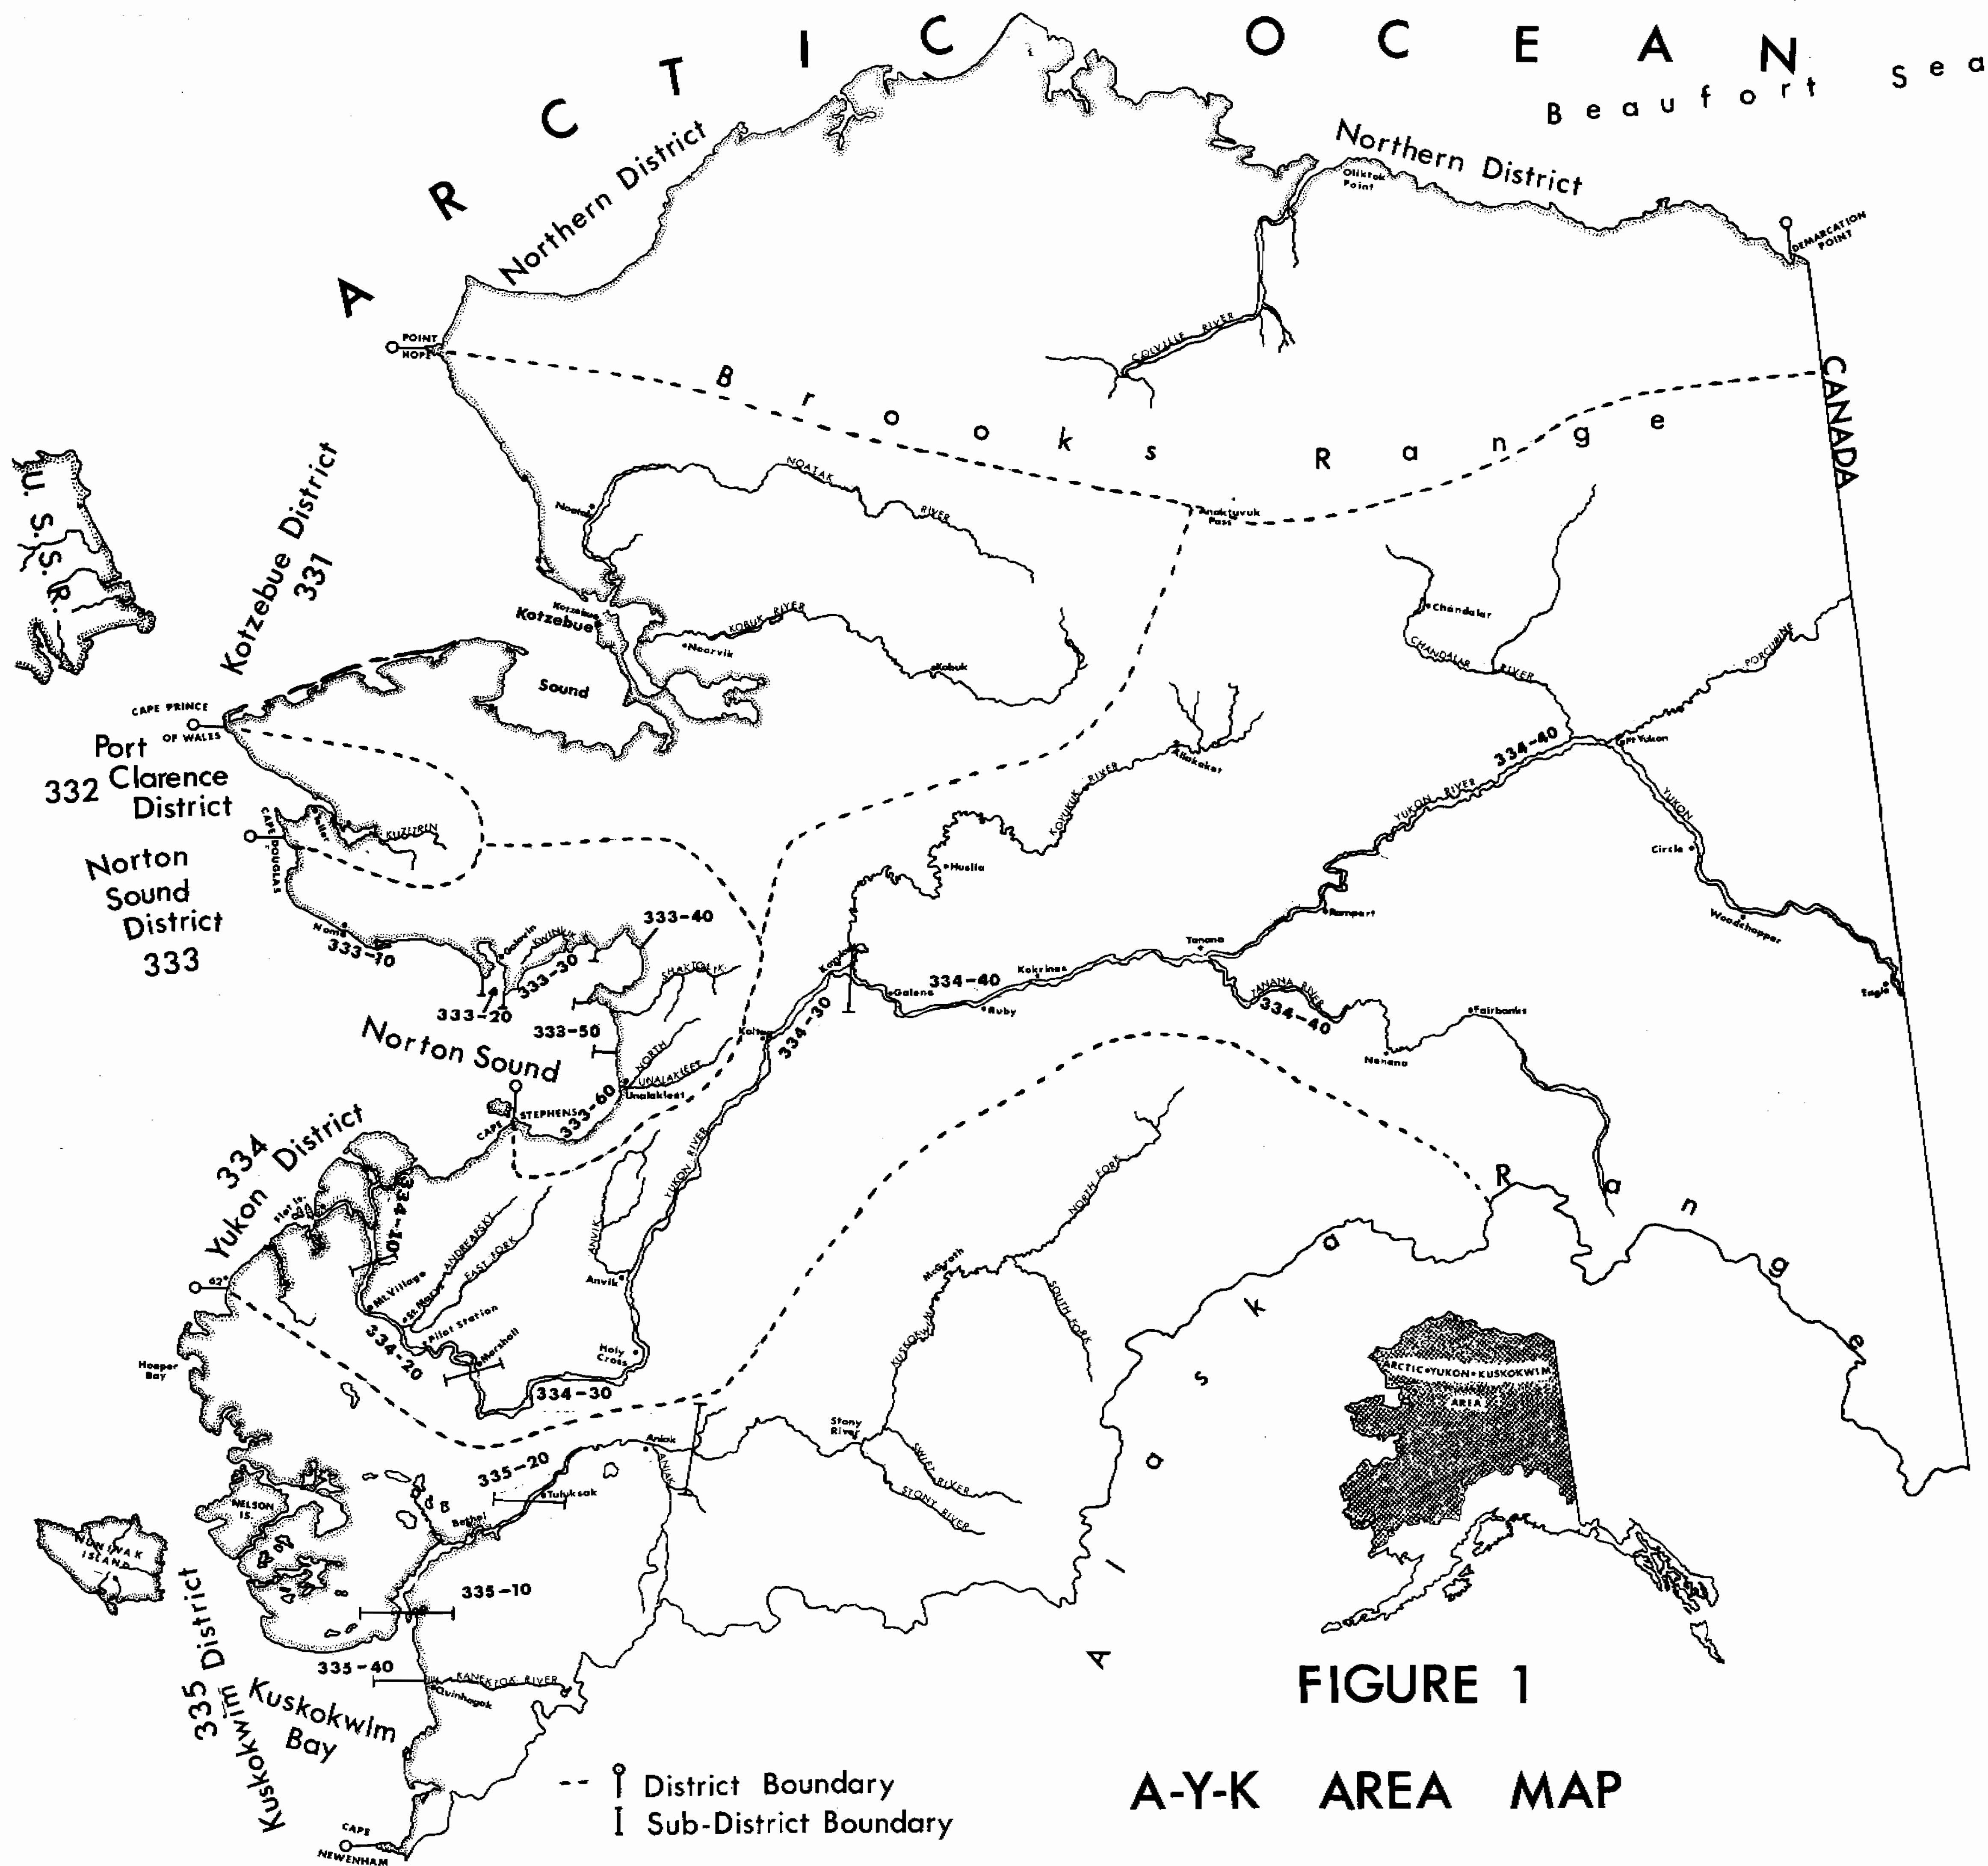 ARCTIC OCEAN
Beaufort Sea
Northern District
Northern District
Oliktok
Point
DEMARCATION
POINT
POINT
HOPE
COLVILLE RIVER
CANADA
Brooks Range
U. S. S. R.
Kotzebue District
331
Noatak
NOATAK RIVER
Anaktuvuk
Pass
Kotzebue
Kotzebue
Sound
KOBUK RIVER
Noorvik
Kobuk
Chandalar
CHANDALAR RIVER
PORCUPINE
CAPE PRINCE
OF WALES
Port
332 Clarence
District
CAPE DOUGLAS
Teller
KUZITRIN
Allakaket
KOYUKUK RIVER
334-40
Ft Yukon
YUKON RIVER
YUKON
Circle
Norton
Sound
District
333
Huslia
Rampart
Woodchopper
Eagle
Nome
333-10
Golovin
KWINIUK
333-40
333-30
333-20
SHAKTOLIK
333-50
Norton Sound
NORTH
UNALAKLEET
Unalakleet
333-60
CAPE STEPHENS
Kaltag
334-30
Galena
334-40
Ruby
Kokrines
Tanana
TANANA RIVER
334-40
Fairbanks
Nenana
334
Yukon District
Flat Is.
334-10
62°
ANDREAFSKY
EAST FORK
ANVIK
YUKON RIVER
Anvik
Mt. Village
St. Marys
Pilot Station
334-20
Marshall
Holy
Cross
334-30
McGrath
NORTH FORK
SOUTH FORK
KUSKOKWIM
Alaska Range
Hooper
Bay
Stony
River
SWIFT RIVER
STONY RIVER
Aniak
ANIAK
335-20
Tuluksak
Bethel
NELSON
IS.
NUNIVAK
ISLAND
335-10
335-40
KANEKTOK RIVER
Quinhagak
335
Kuskokwim District
Kuskokwim
Bay
CAPE
NEWENHAM
ARCTIC•YUKON•KUSKOKWIM
AREA
District Boundary
Sub-District Boundary
FIGURE 1
A-Y-K AREA MAP